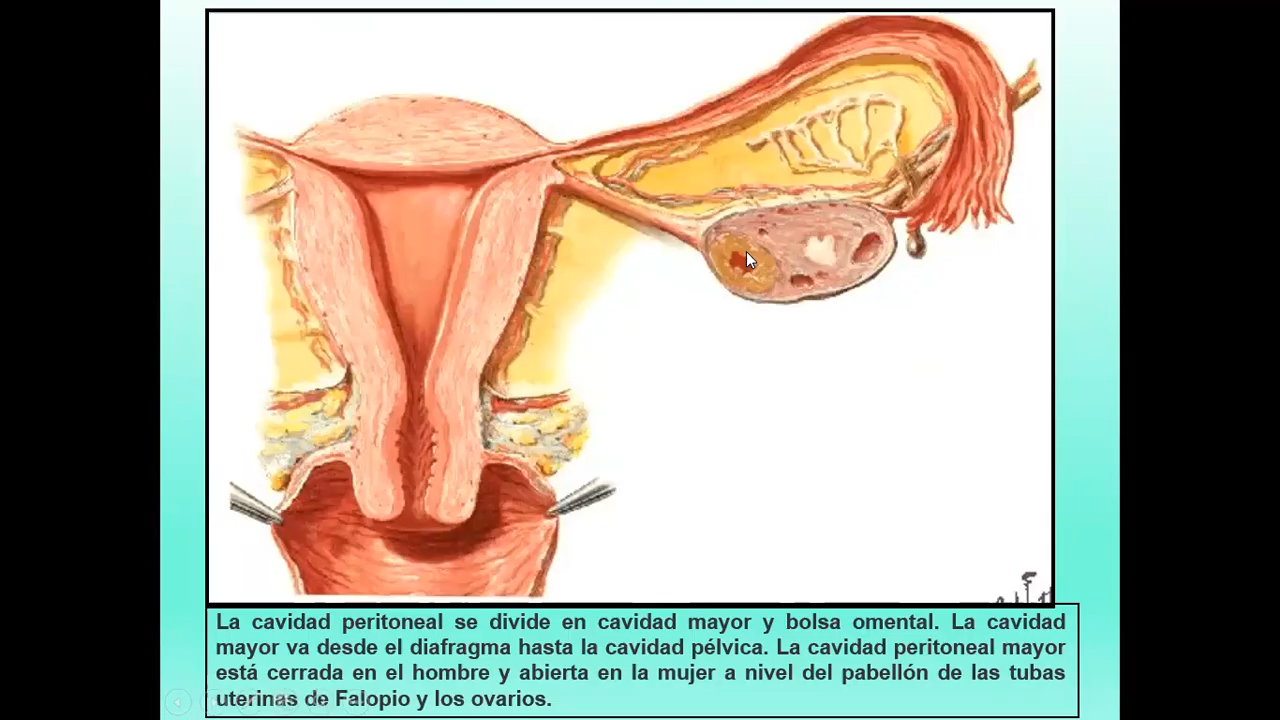 La cavidad peritoneal se divide en cavidad mayor y bolsa omental. La cavidad
mayor va desde el diafragma hasta la cavidad pélvica. La cavidad peritoneal mayor
está cerrada en el hombre y abierta en la mujer a nivel del pabellón de las tubas
uterinas de Falopio y los ovarios.